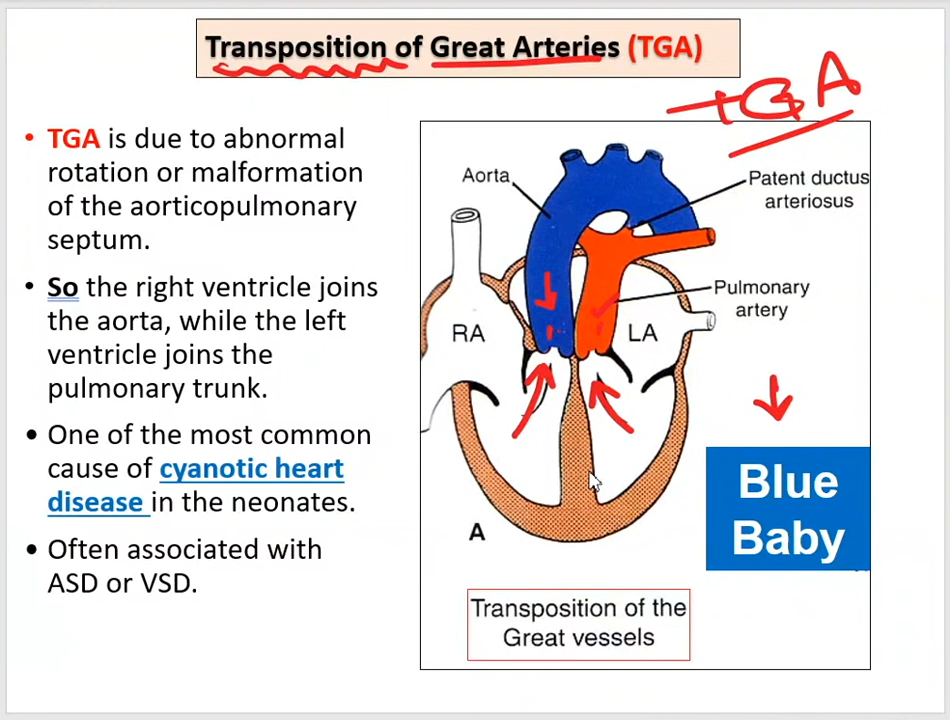 Transposition of Great Arteries (TGA)
TGA
• TGA is due to abnormal
rotation or malformation
of the aorticopulmonary
septum.
• So the right ventricle joins
the aorta, while the left
ventricle joins the
pulmonary trunk.
• One of the most common
cause of cyanotic heart
disease in the neonates.
• Often associated with
ASD or VSD.
Aorta
Patent ductus
arteriosus
Pulmonary
artery
RA
LA
A
Blue
Baby
Transposition of the
Great vessels